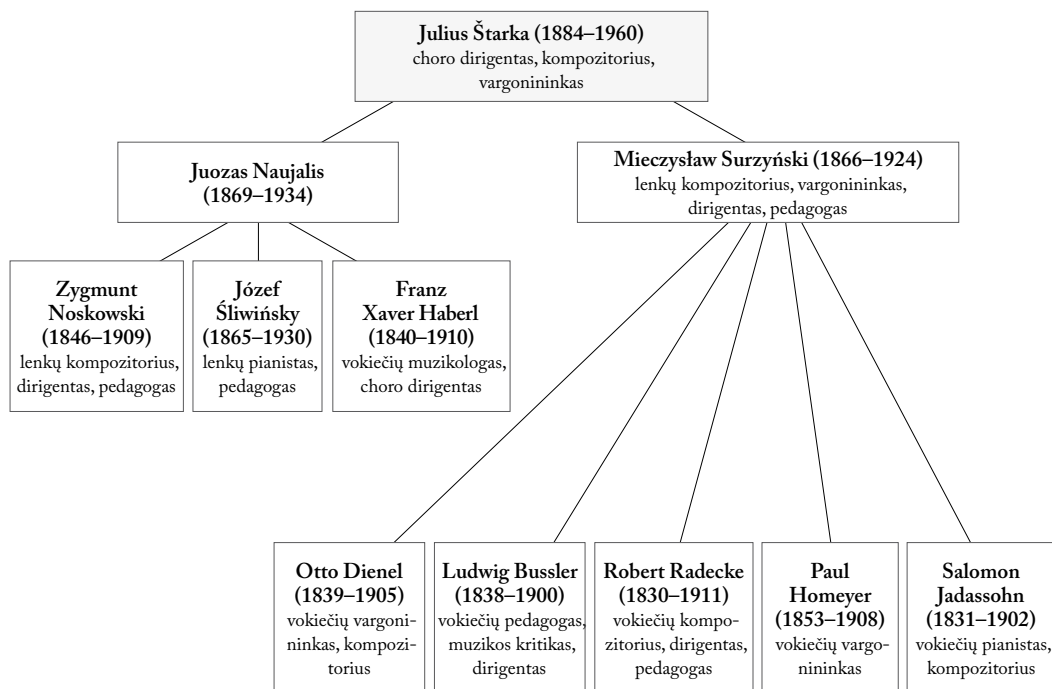 Julius Štarka (1884–1960)
choro dirigentas, kompozitorius,
vargonininkas
Juozas Naujalis
(1869–1934)
Mieczysław Surzyński (1866–1924)
lenkų kompozitorius, vargonininkas,
dirigentas, pedagogas
Zygmunt
Noskowski
(1846–1909)
lenkų kompozitorius,
dirigentas, pedagogas
Józef
Śliwińsky
(1865–1930)
lenkų pianistas,
pedagogas
Franz
Xaver Haberl
(1840–1910)
vokiečių muzikologas,
choro dirigentas
Otto Dienel
(1839–1905)
vokiečių vargoni-
ninkas, kompozi-
torius
Ludwig Bussler
(1838–1900)
vokiečių pedagogas,
muzikos kritikas,
dirigentas
Robert Radecke
(1830–1911)
vokiečių kompo-
zitorius, dirigentas,
pedagogas
Paul
Homeyer
(1853–1908)
vokiečių vargo-
nininkas
Salomon
Jadassohn
(1831–1902)
vokiečių pianistas,
kompozitorius